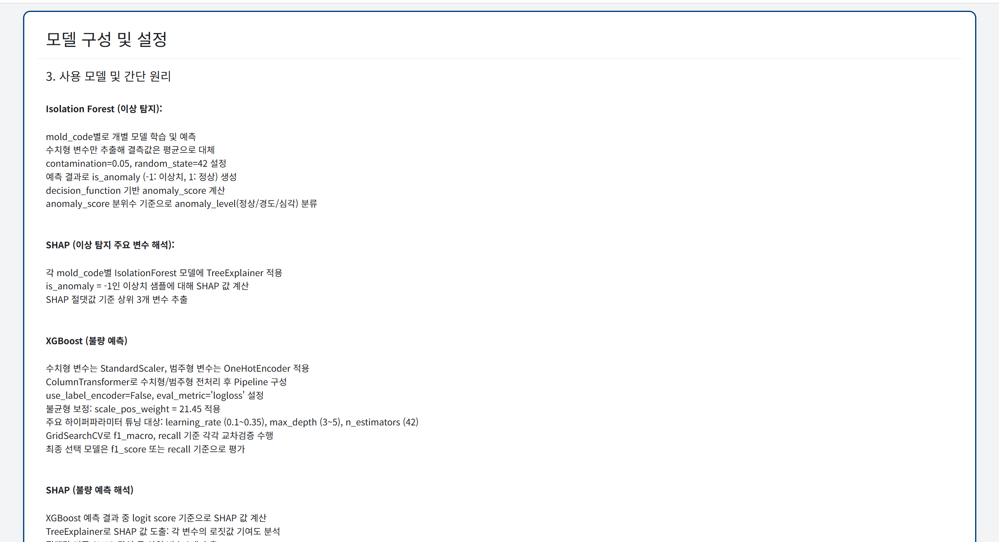 모델 구성 및 설정
3. 사용 모델 및 간단 원리
Isolation Forest (이상 탐지):
mold_code별로 개별 모델 학습 및 예측
수치형 변수만 추출해 결측값은 평균으로 대체
contamination=0.05, random_state=42 설정
예측 결과로 is_anomaly (-1: 이상치, 1: 정상) 생성
decision_function 기반 anomaly_score 계산
anomaly_score 분위수 기준으로 anomaly_level(정상/경도/심각) 분류
SHAP (이상 탐지 주요 변수 해석):
각 mold_code별 IsolationForest 모델에 TreeExplainer 적용
is_anomaly = -1인 이상치 샘플에 대해 SHAP 값 계산
SHAP 절댓값 기준 상위 3개 변수 추출
XGBoost (불량 예측)
수치형 변수는 StandardScaler, 범주형 변수는 OneHotEncoder 적용
ColumnTransformer로 수치형/범주형 전처리 후 Pipeline 구성
use_label_encoder=False, eval_metric='logloss' 설정
불균형 보정: scale_pos_weight = 21.45 적용
주요 하이퍼파라미터 튜닝 대상: learning_rate (0.1~0.35), max_depth (3~5), n_estimators (42)
GridSearchCV로 f1_macro, recall 기준 각각 교차검증 수행
최종 선택 모델은 f1_score 또는 recall 기준으로 평가
SHAP (불량 예측 해석)
XGBoost 예측 결과 중 logit score 기준으로 SHAP 값 계산
TreeExplainer로 SHAP 값 도출: 각 변수의 로짓값 기여도 분석